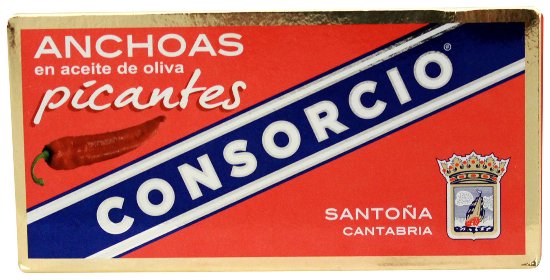 ANCHOAS
en aceite de oliva
picantes
CONSORCIO®
SANTOÑA
CANTABRIA